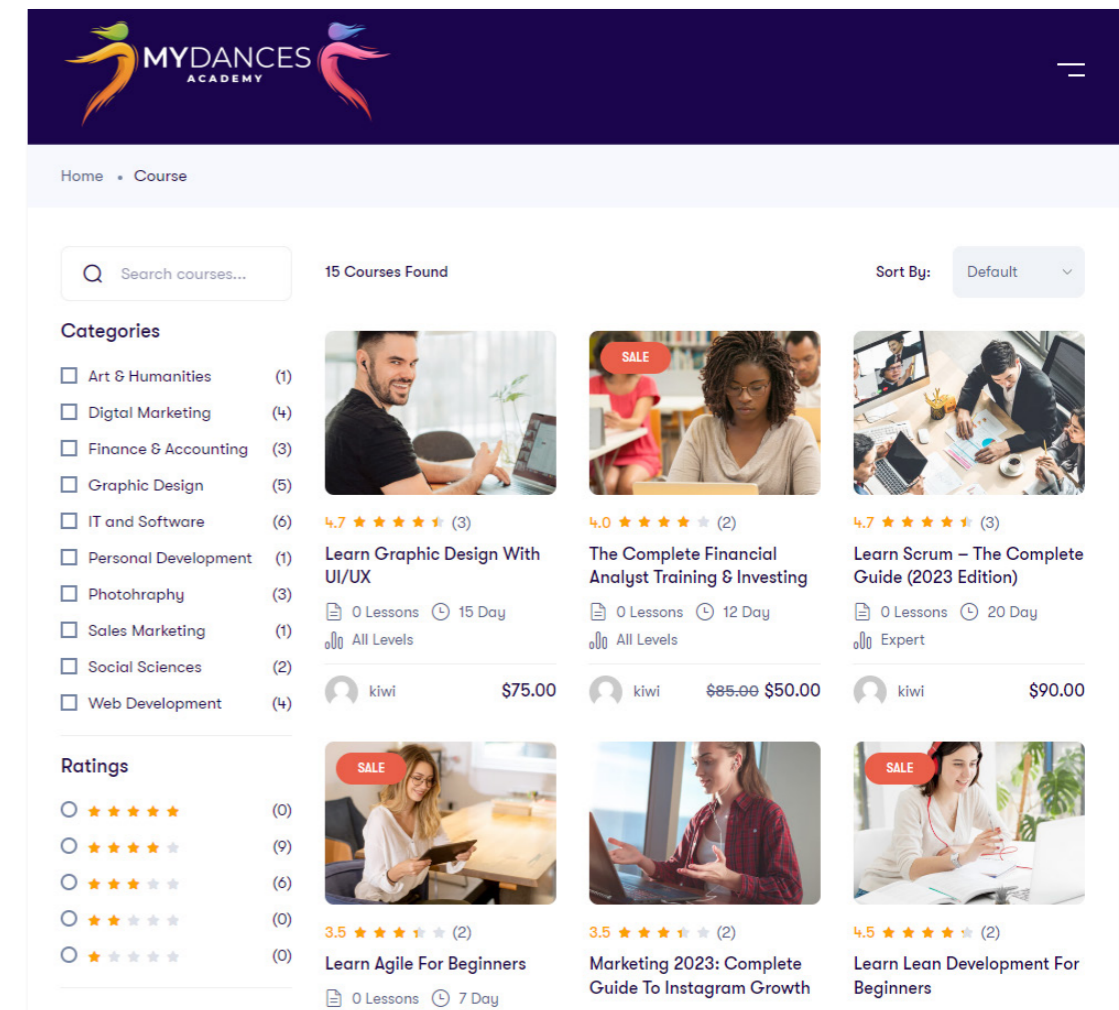 MYDANCES
ACADEMY
Home • Course
Search courses...
15 Courses Found
Sort By:
Default
Categories
Art & Humanities (1)
Digtal Marketing (4)
Finance & Accounting (3)
Graphic Design (5)
IT and Software (6)
Personal Development (1)
Photohraphy (3)
Sales Marketing (1)
Social Sciences (2)
Web Development (4)
Ratings
(0)
(9)
(6)
(0)
(0)
4.7 (3)
Learn Graphic Design With
UI/UX
0 Lessons 15 Day
All Levels
kiwi $75.00
SALE
4.0 (2)
The Complete Financial
Analyst Training & Investing
0 Lessons 12 Day
All Levels
kiwi $85.00 $50.00
4.7 (3)
Learn Scrum – The Complete
Guide (2023 Edition)
0 Lessons 20 Day
Expert
kiwi $90.00
SALE
3.5 (2)
Learn Agile For Beginners
0 Lessons 7 Day
3.5 (2)
Marketing 2023: Complete
Guide To Instagram Growth
SALE
4.5 (2)
Learn Lean Development For
Beginners